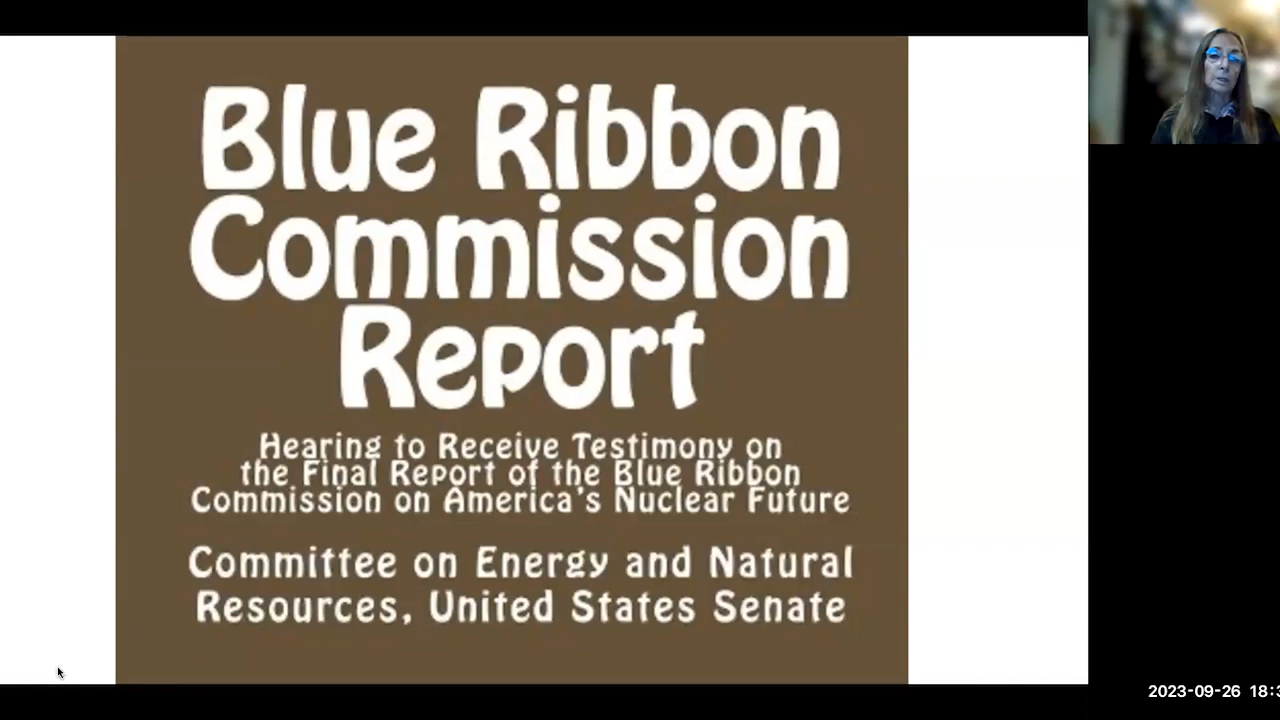 Blue Ribbon
Commission
Report
Hearing to Receive Testimony on
the Final Report of the Blue Ribbon
Commission on America's Nuclear Future
Committee on Energy and Natural
Resources, United States Senate
2023-09-26 18:3